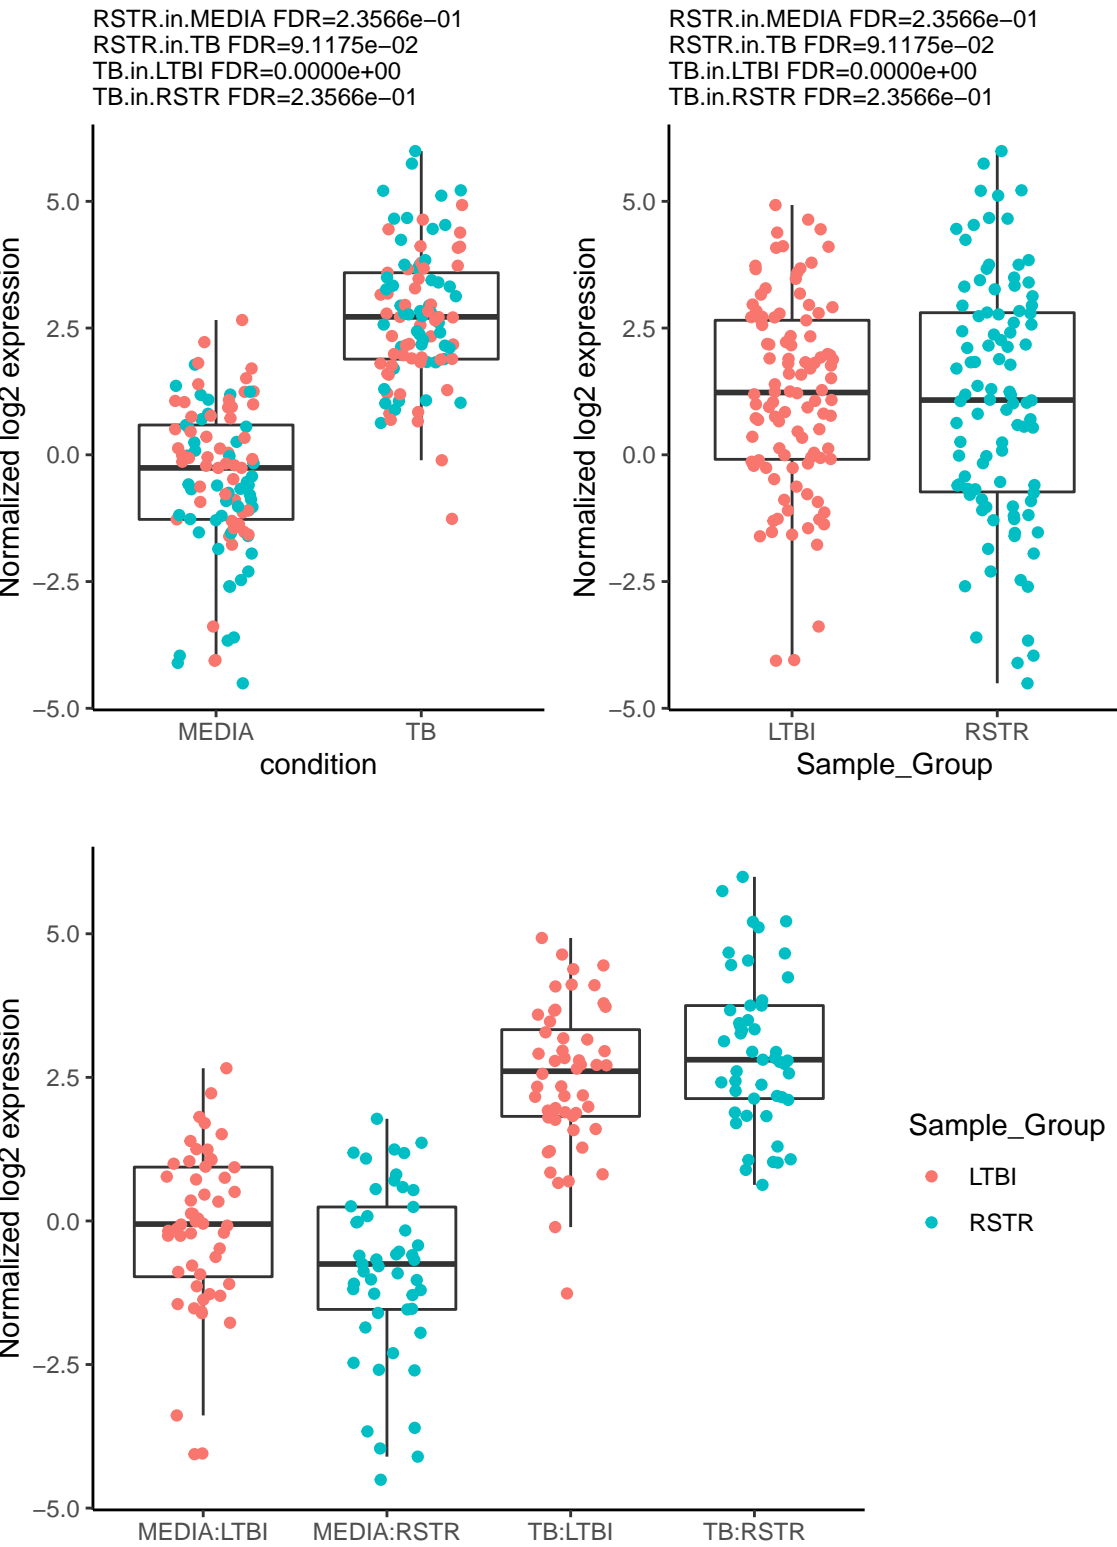 RSTR.in.MEDIA FDR=2.3566e−01
RSTR.in.TB FDR=9.1175e−02
TB.in.LTBI FDR=0.0000e+00
TB.in.RSTR FDR=2.3566e−01
Normalized log2 expression
5.0
2.5
0.0
−2.5
−5.0
MEDIA TB
condition
RSTR.in.MEDIA FDR=2.3566e−01
RSTR.in.TB FDR=9.1175e−02
TB.in.LTBI FDR=0.0000e+00
TB.in.RSTR FDR=2.3566e−01
Normalized log2 expression
5.0
2.5
0.0
−2.5
−5.0
LTBI RSTR
Sample_Group
Normalized log2 expression
5.0
2.5
0.0
−2.5
−5.0
MEDIA:LTBI MEDIA:RSTR TB:LTBI TB:RSTR
Sample_Group
LTBI
RSTR